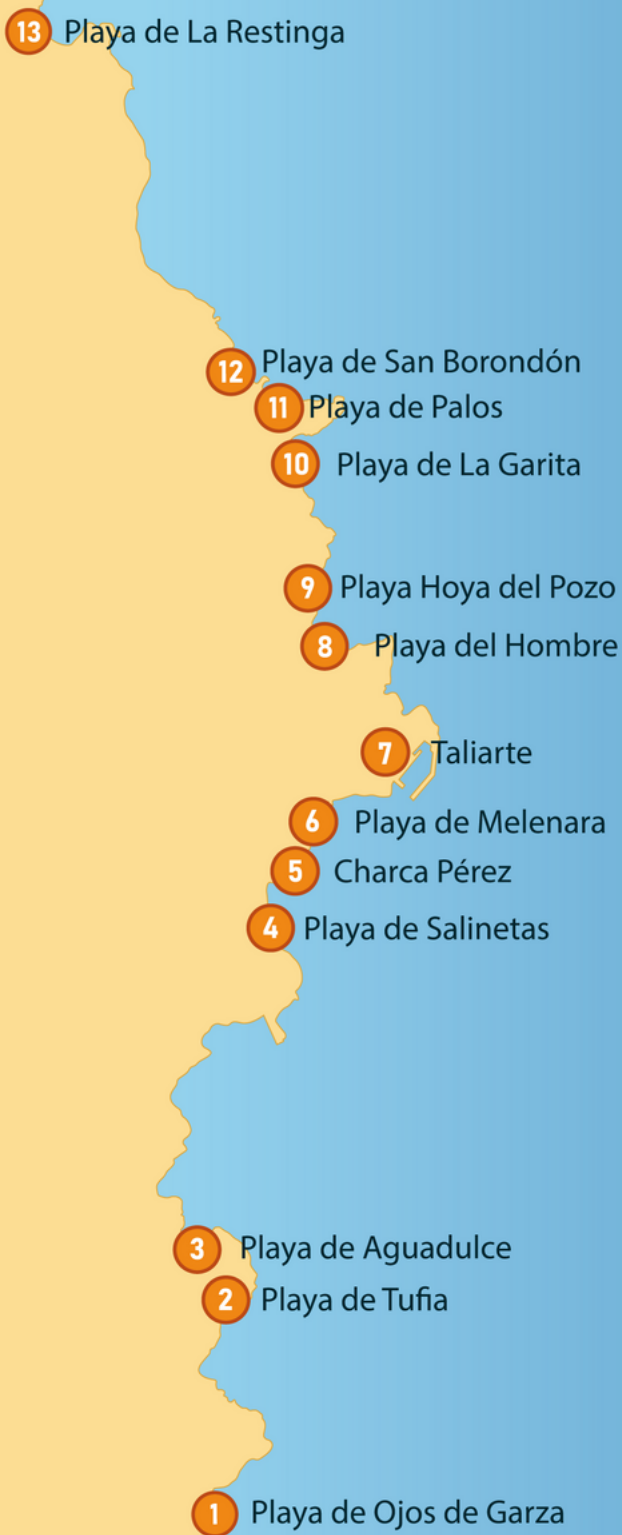 13 Playa de La Restinga
12 Playa de San Borondón
11 Playa de Palos
10 Playa de La Garita
9 Playa Hoya del Pozo
8 Playa del Hombre
7 Taliarte
6 Playa de Melenara
5 Charca Pérez
4 Playa de Salinetas
3 Playa de Aguadulce
2 Playa de Tufia
1 Playa de Ojos de Garza